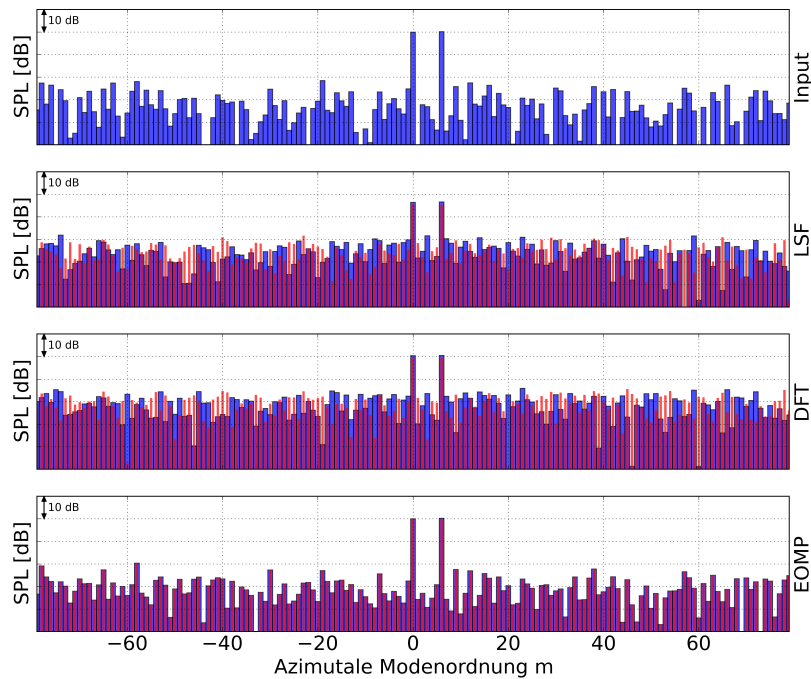 10 dB
SPL [dB]
Input
10 dB
SPL [dB]
LSF
10 dB
SPL [dB]
DFT
10 dB
SPL [dB]
EOMP
−60 −40 −20 0 20 40 60
Azimutale Modenordnung m